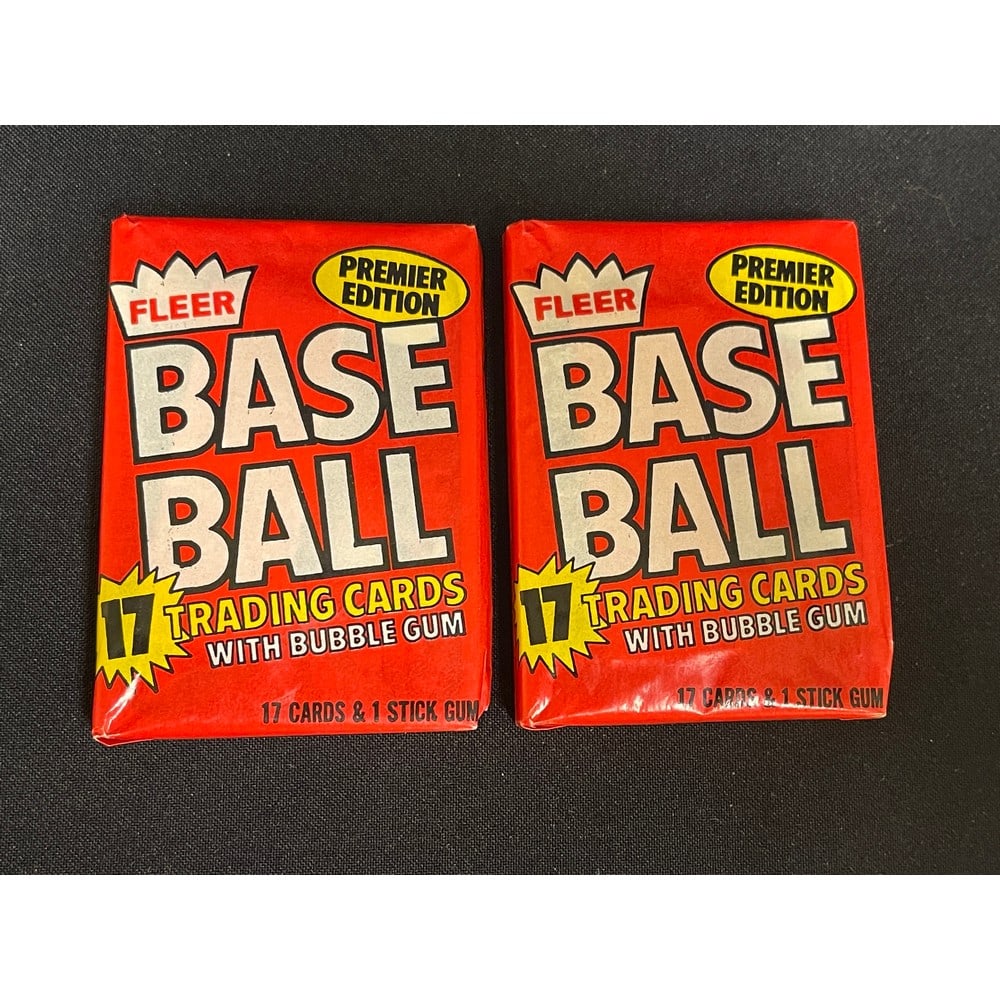 FLEER
PREMIER
EDITION
BASE
BALL
17 TRADING CARDS
WITH BUBBLE GUM
17 CARDS & 1 STICK GUM
FLEER
PREMIER
EDITION
BASE
BALL
17 TRADING CARDS
WITH BUBBLE GUM
17 CARDS & 1 STICK GUM